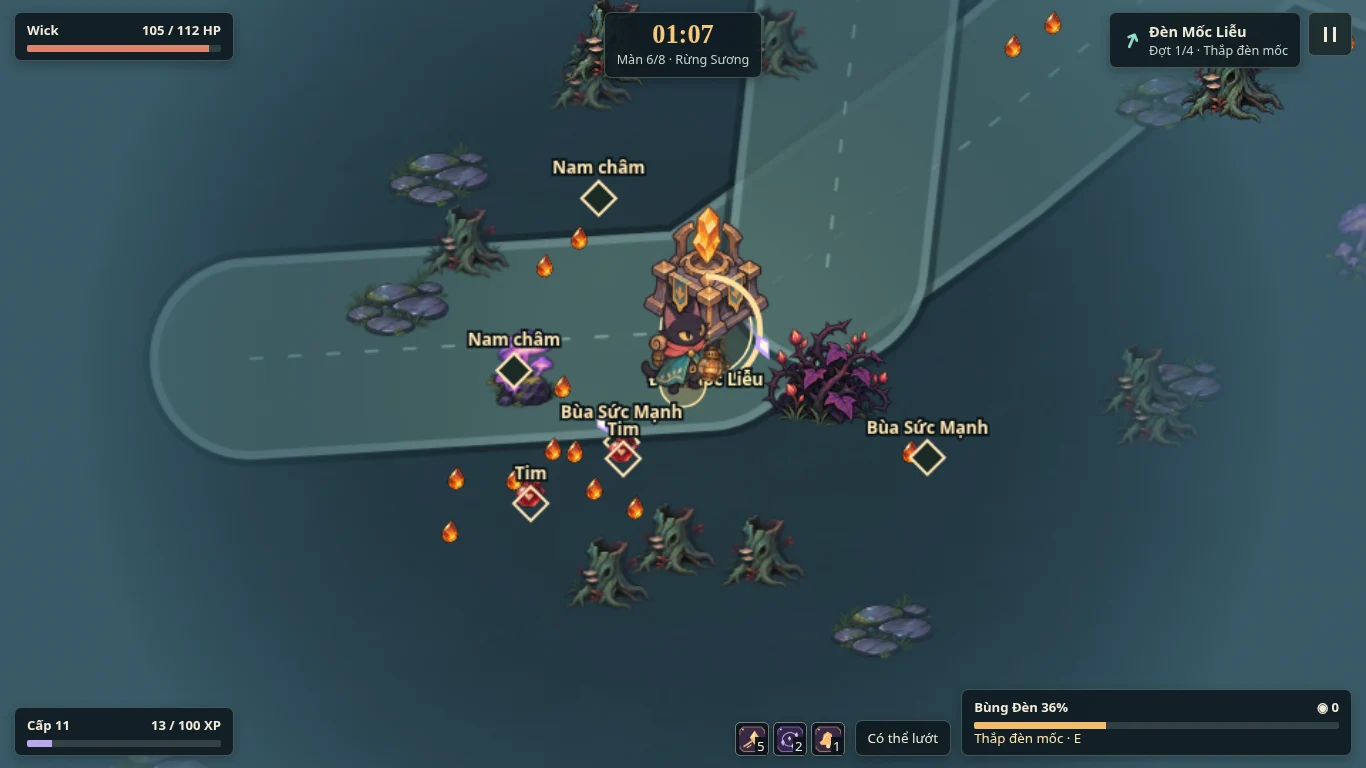 Wick
105 / 112 HP
01:07
Màn 6/8 · Rừng Sương
Đèn Mốc Liễu
Đợt 1/4 · Thắp đèn mốc
Nam châm
Nam châm
Liễu
Bùa Sức Mạnh
Tim
Bùa Sức Mạnh
Tim
Cấp 11
13 / 100 XP
5
2
1
Có thể lướt
Bùng Đèn 36%
0
Thắp đèn mốc · E